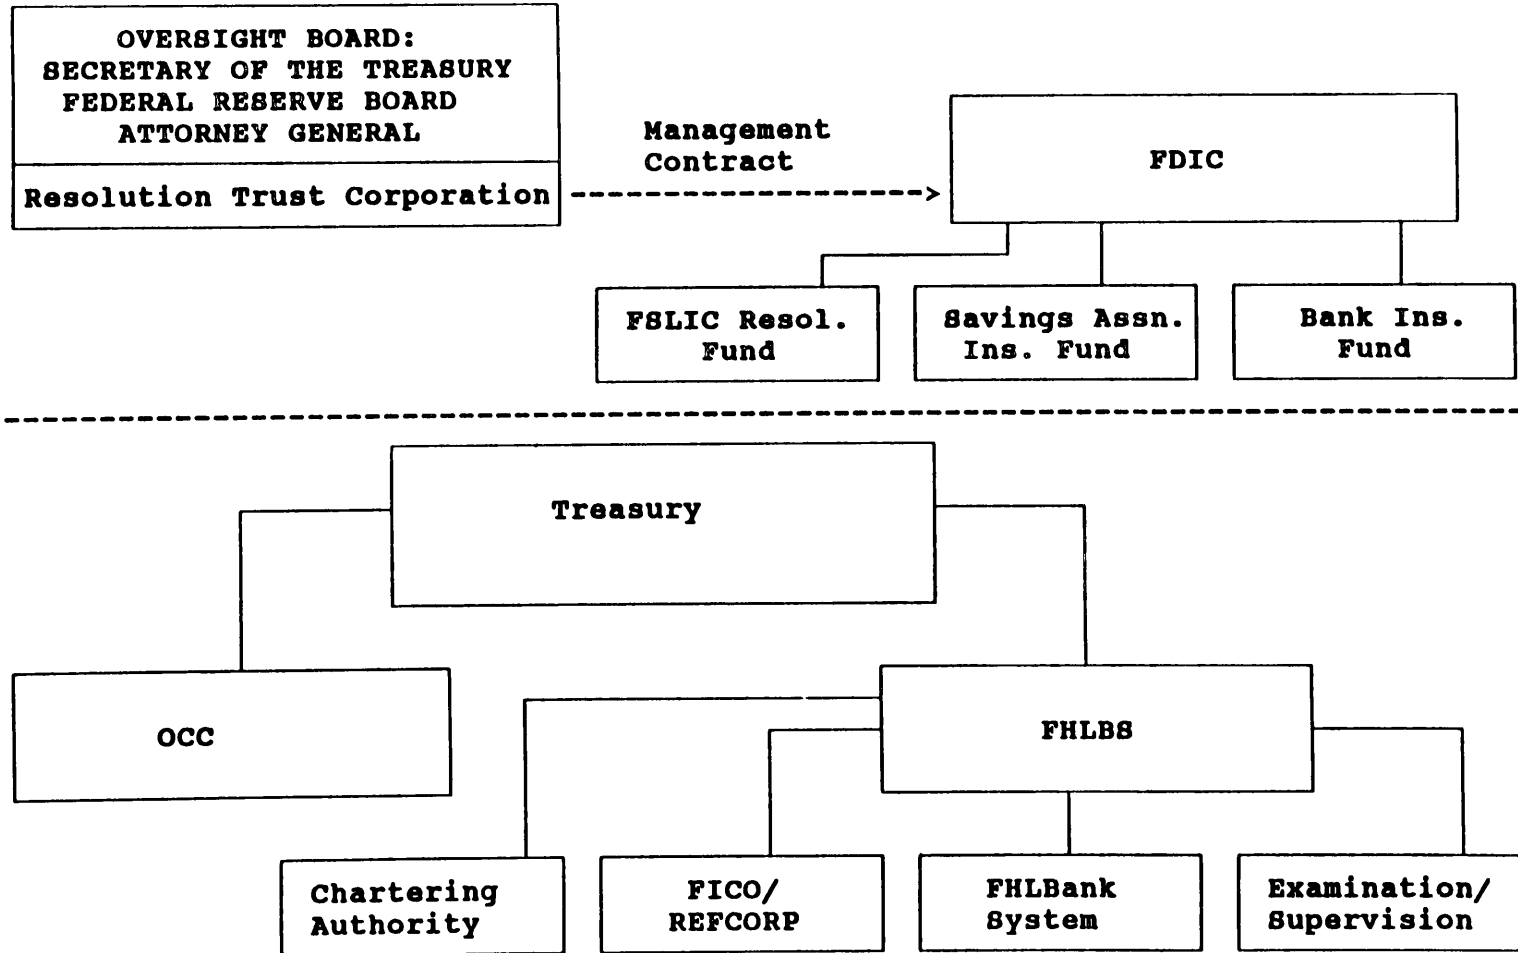 OVERSIGHT BOARD:
SECRETARY OF THE TREASURY
FEDERAL RESERVE BOARD
ATTORNEY GENERAL
Resolution Trust Corporation
Management
Contract
FDIC
FSLIC Resol.
Fund
Savings Assn.
Ins. Fund
Bank Ins.
Fund
Treasury
OCC
FHLBS
Chartering
Authority
FICO/
REFCORP
FHLBank
System
Examination/
Supervision